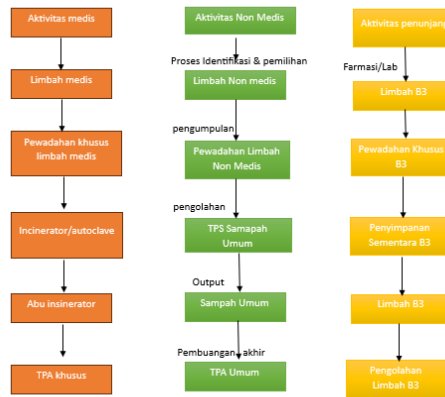 Aktivitas medis
Limbah medis
Pewadahan khusus
limbah medis
Incinerator/autoclave
Abu insinerator
TPA khusus
Aktivitas Non Medis
Proses Identifikasi & pemilihan
Limbah Non medis
pengumpulan
Pewadahan Limbah
Non Medis
pengolahan
TPS Samapah
Umum
Output
Sampah Umum
Pembuangan akhir
TPA Umum
Aktivitas penunjang
Farmasi/Lab
Limbah B3
Pewadahan Khusus
B3
Penyimpanan
Sementara B3
Limbah B3
Pengolahan
Limbah B3